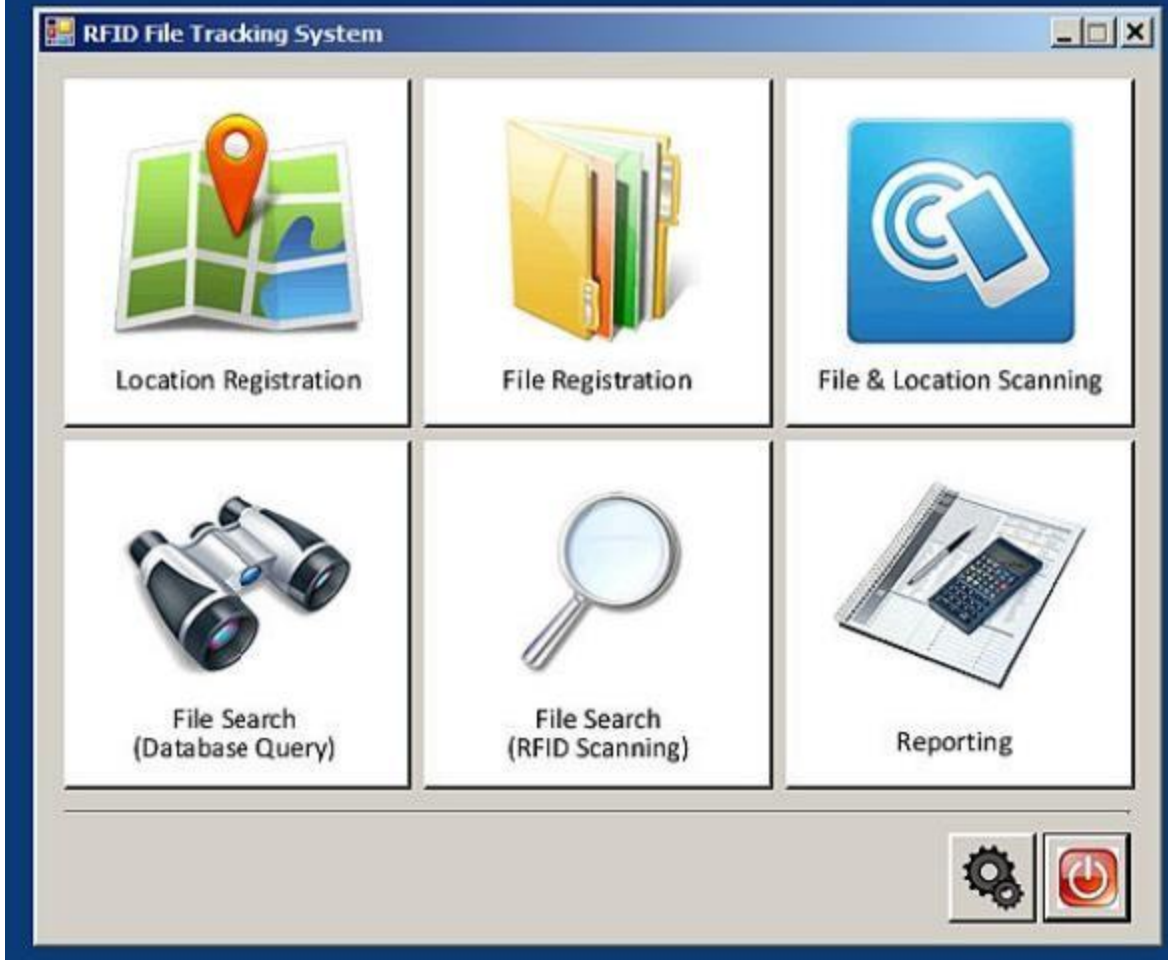 RFID File Tracking System
Location Registration
File Registration
File & Location Scanning
File Search
(Database Query)
File Search
(RFID Scanning)
Reporting